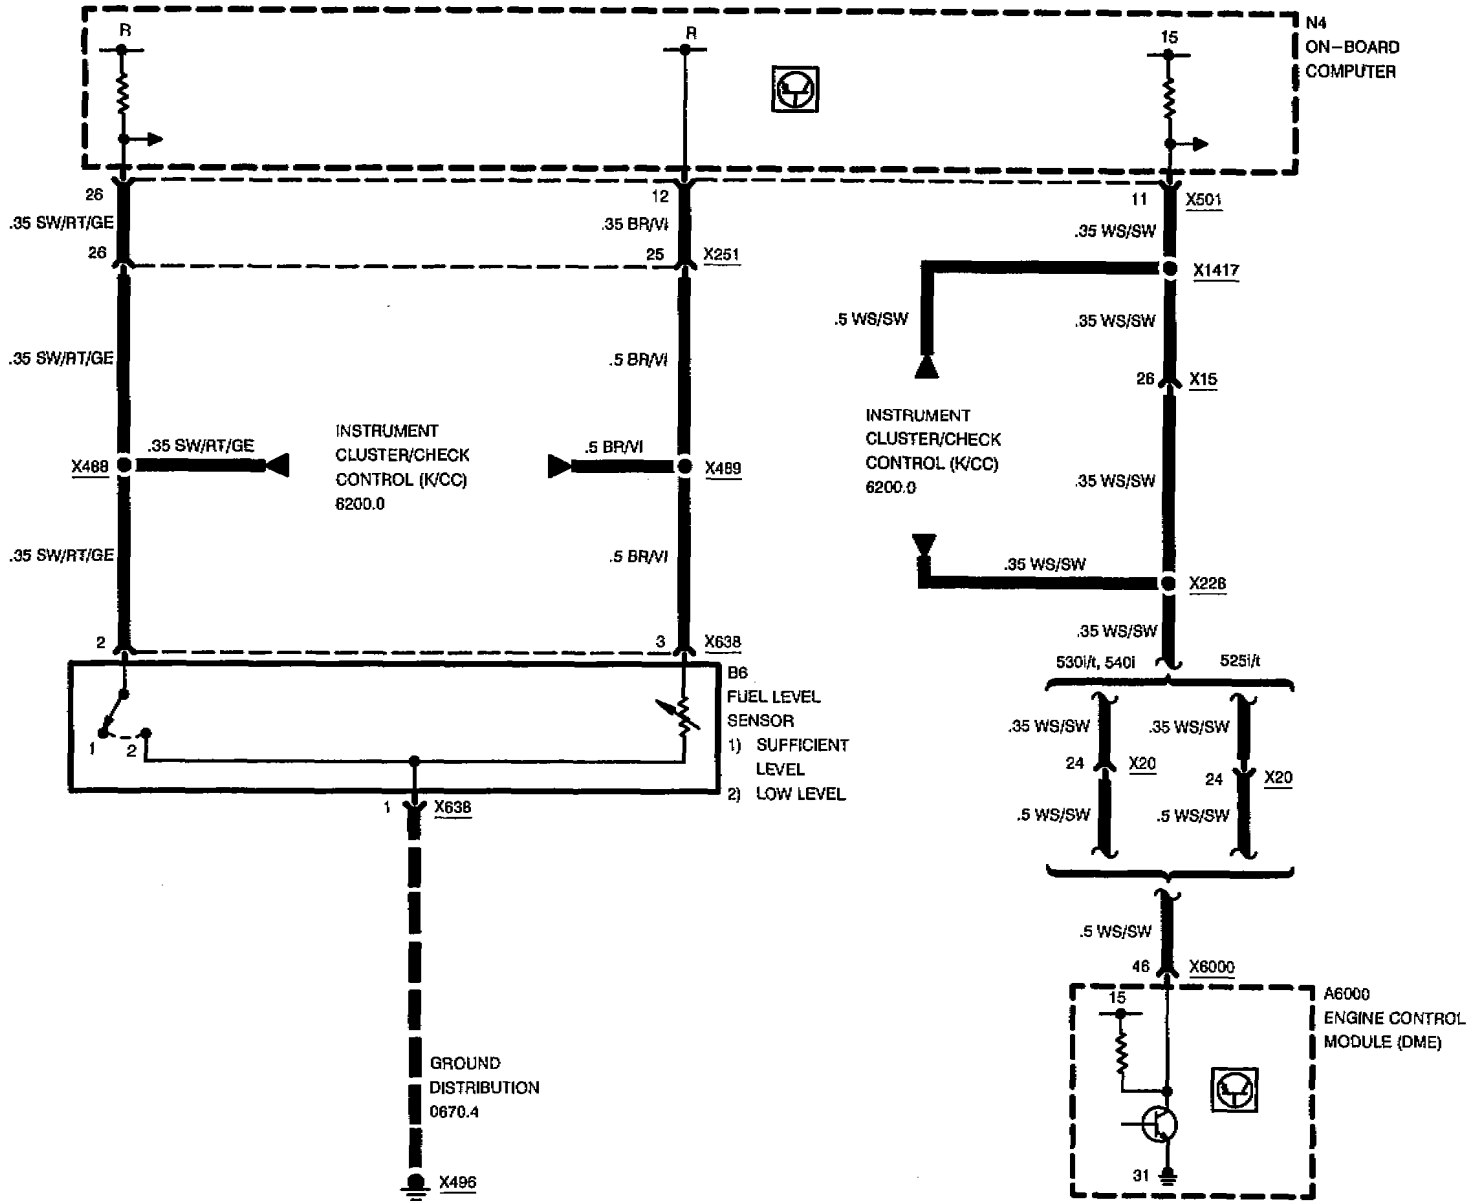 R
R
15
N4
ON-BOARD
COMPUTER
26
12
11
X501
.35 SW/RT/GE
.35 BR/VI
.35 WS/SW
26
25
X251
X1417
.5 WS/SW
.35 WS/SW
.35 SW/RT/GE
.5 BR/VI
26
X15
INSTRUMENT
CLUSTER/CHECK
CONTROL (K/CC)
6200.0
INSTRUMENT
CLUSTER/CHECK
CONTROL (K/CC)
6200.0
X488
.35 SW/RT/GE
.5 BR/VI
X489
.35 WS/SW
.35 SW/RT/GE
.5 BR/VI
.35 WS/SW
X226
2
3
X638
.35 WS/SW
530i/t, 540i
525i/t
B6
FUEL LEVEL
SENSOR
1) SUFFICIENT
LEVEL
2) LOW LEVEL
1
2
.35 WS/SW
.35 WS/SW
24
X20
24
X20
.5 WS/SW
.5 WS/SW
1
X638
.5 WS/SW
46
X6000
15
A6000
ENGINE CONTROL
MODULE (DME)
GROUND
DISTRIBUTION
0670.4
31
X496